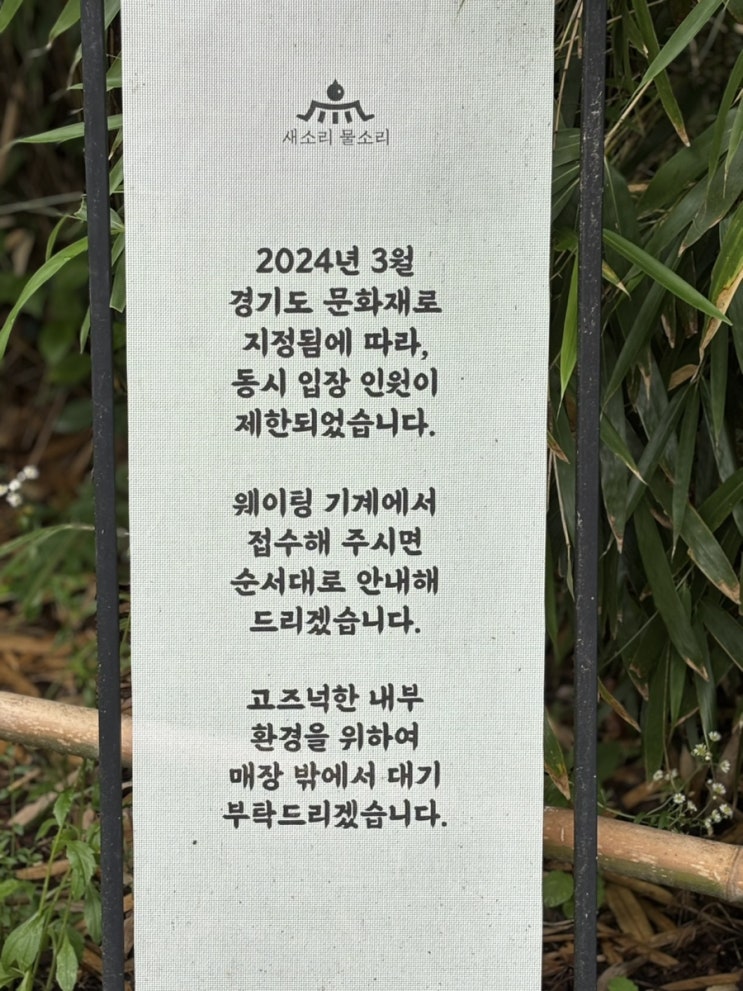 새소리 물소리
2024년 3월
경기도 문화재로
지정됨에 따라,
동시 입장 인원이
제한되었습니다.
웨이팅 기계에서
접수해 주시면
순서대로 안내해
드리겠습니다.
고즈넉한 내부
환경을 위하여
매장 밖에서 대기
부탁드리겠습니다.